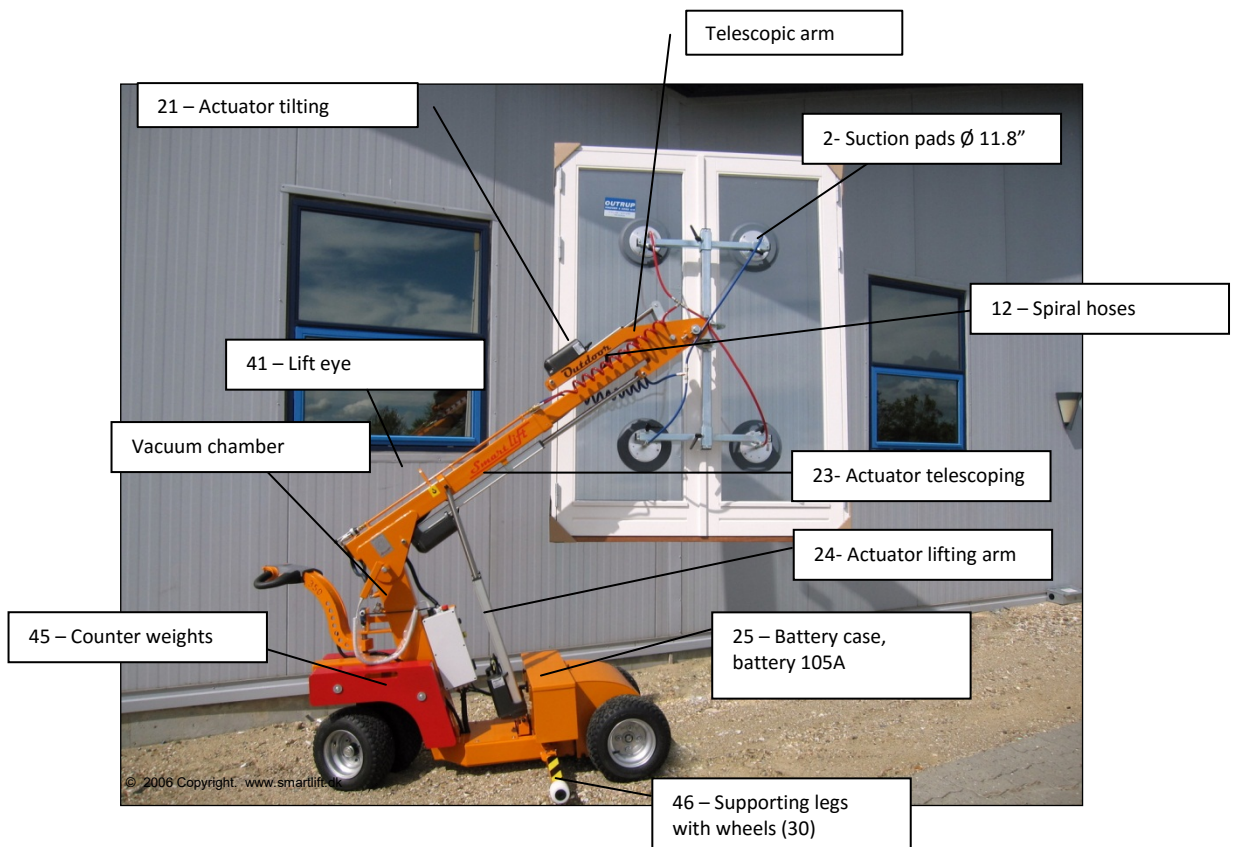 Telescopic arm
21 – Actuator tilting
2- Suction pads Ø 11.8”
OUTRUP
12 – Spiral hoses
41 – Lift eye
Outdoor
Vacuum chamber
Smartlift
23- Actuator telescoping
24- Actuator lifting arm
350
45 – Counter weights
25 – Battery case,
battery 105A
© 2006 Copyright. www.smartlift.dk
46 – Supporting legs
with wheels (30)